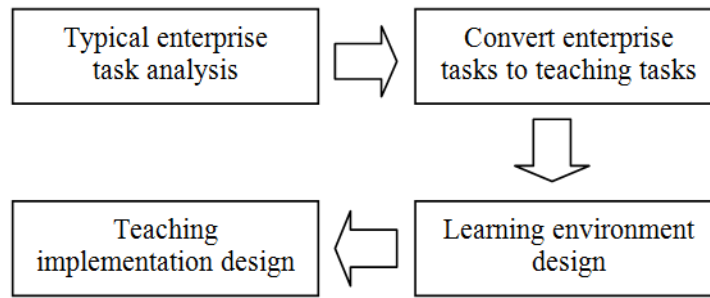 Typical enterprise
task analysis
Convert enterprise
tasks to teaching tasks
Learning environment
design
Teaching
implementation design